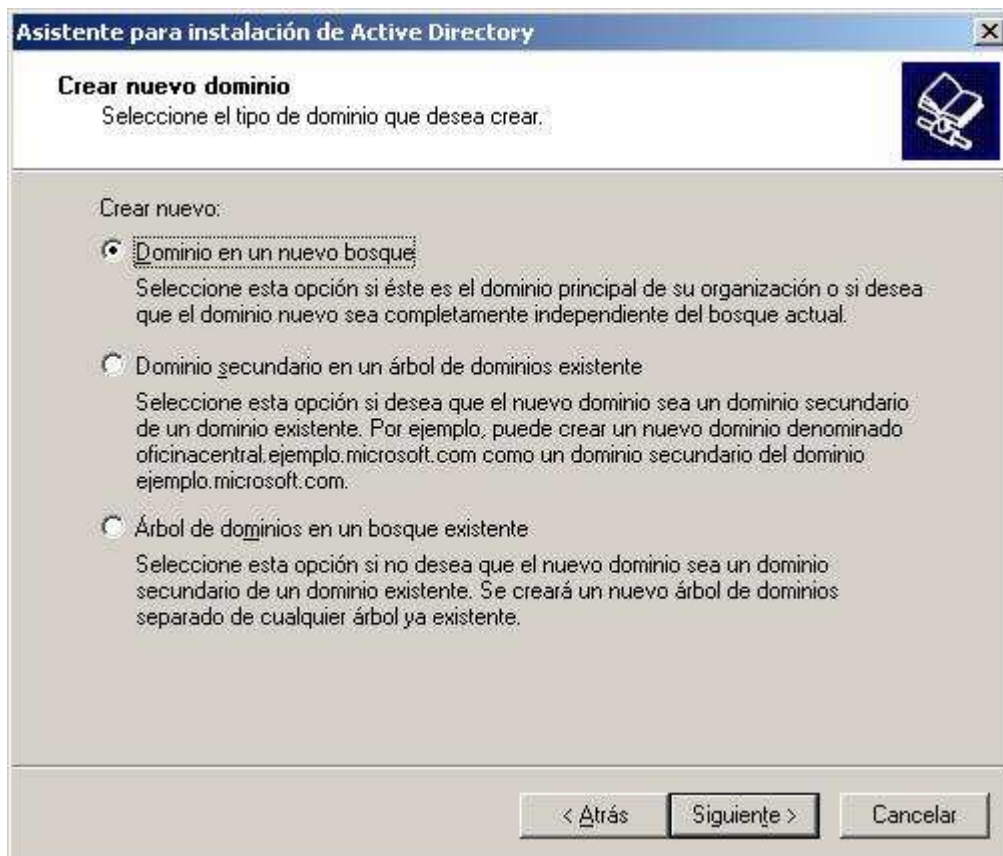 Asistente para instalación de Active Directory
Crear nuevo dominio
Seleccione el tipo de dominio que desea crear.
Crear nuevo:
Dominio en un nuevo bosque
Seleccione esta opción si éste es el dominio principal de su organización o si desea
que el dominio nuevo sea completamente independiente del bosque actual.
Dominio secundario en un árbol de dominios existente
Seleccione esta opción si desea que el nuevo dominio sea un dominio secundario
de un dominio existente. Por ejemplo, puede crear un nuevo dominio denominado
oficinacentral.ejemplo.microsoft.com como un dominio secundario del dominio
ejemplo.microsoft.com.
Árbol de dominios en un bosque existente
Seleccione esta opción si no desea que el nuevo dominio sea un dominio
secundario de un dominio existente. Se creará un nuevo árbol de dominios
separado de cualquier árbol ya existente.
< Atrás Siguiente > Cancelar